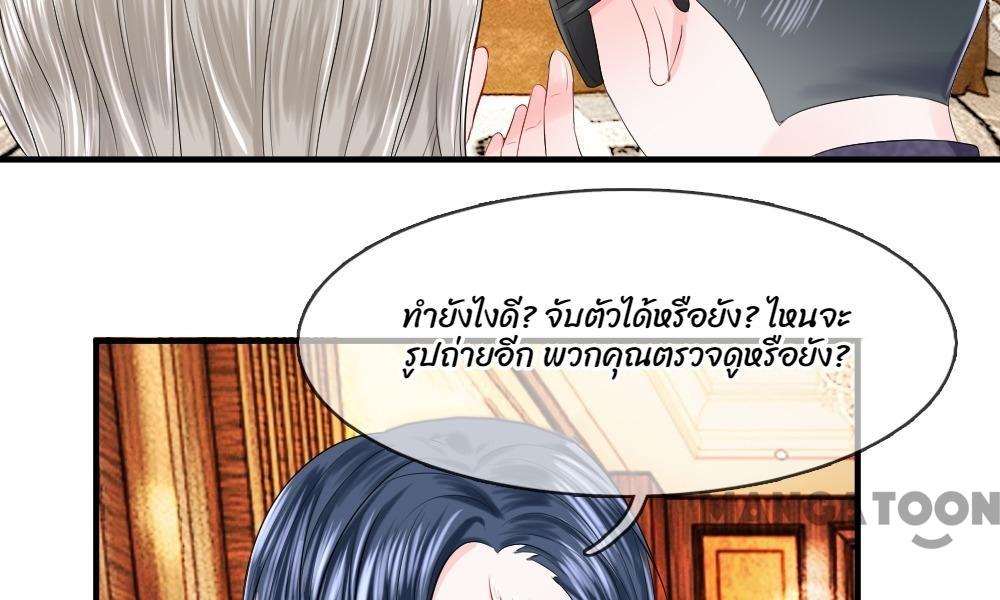 ทำยังไงดี? จับตัวได้หรือยัง? ไหนจะ
รูปถ่ายอีก พวกคุณตรวจดูหรือยัง?
MANGATOON